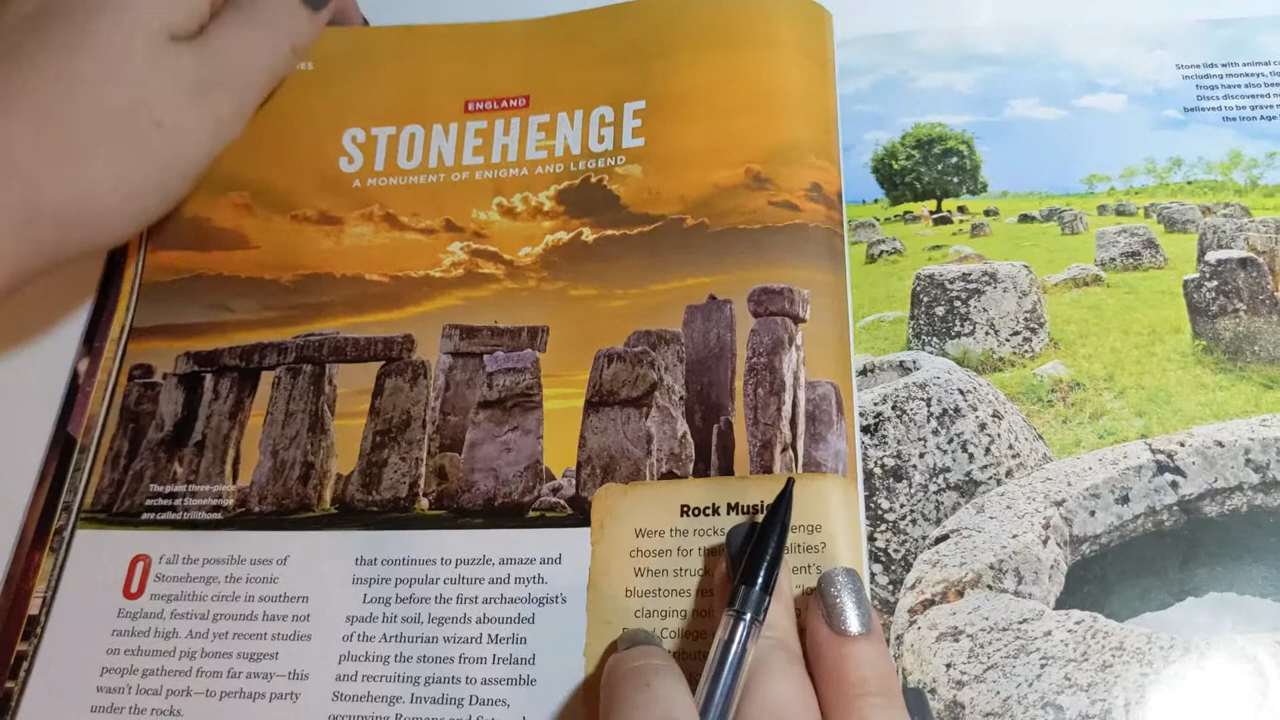 ENGLAND
STONEHENGE
A MONUMENT OF ENIGMA AND LEGEND
The giant three-piece
arches at Stonehenge
are called trilithons.
Of all the possible uses of
Stonehenge, the iconic
megalithic circle in southern
England, festival grounds have not
ranked high. And yet recent studies
on exhumed pig bones suggest
people gathered from far away—this
wasn't local pork—to perhaps party
under the rocks.
that continues to puzzle, amaze and
inspire popular culture and myth.
Long before the first archaeologist's
spade hit soil, legends abounded
of the Arthurian wizard Merlin
plucking the stones from Ireland
and recruiting giants to assemble
Stonehenge. Invading Danes,
occupying Romans and
Rock Music
Were the rocks
chosen for their
When struck,
bluestones
clanging
College
Stone lids with animal
including monkeys,
frogs have also
Discs discovered
believed to be grave
the Iron Age.